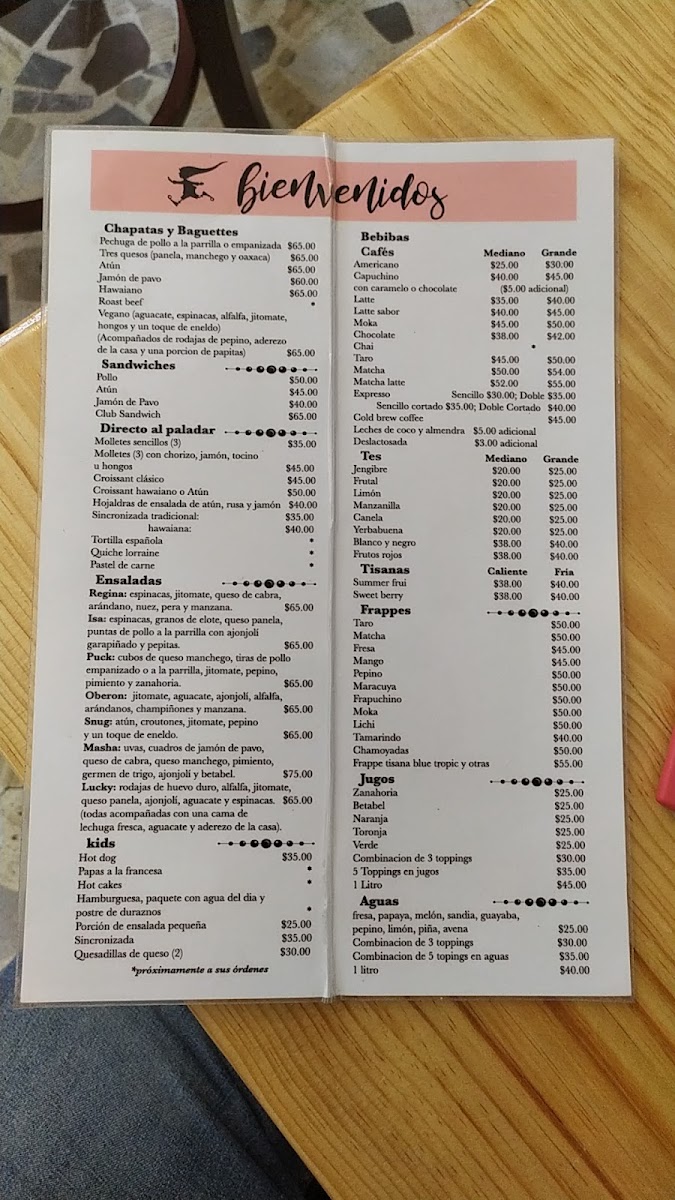 bienvenidos
Chapatas y Baguettes
Pechuga de pollo a la parrilla o empanizada $65.00
Tres quesos (panela, manchego y oaxaca) $65.00
Atún $65.00
Jamón de pavo $60.00
Hawaiano $65.00
Roast beef *
Vegano (aguacate, espinacas, alfalfa, jitomate,
hongos y un toque de eneldo)
(Acompañados de rodajas de pepino, aderezo
de la casa y una porcion de papitas) $65.00
Sandwiches
Pollo $50.00
Atún $45.00
Jamón de Pavo $40.00
Club Sandwich $65.00
Directo al paladar
Molletes sencillos (3) $35.00
Molletes (3) con chorizo, jamón, tocino
u hongos $45.00
Croissant clásico $45.00
Croissant hawaiano o Atún $50.00
Hojaldras de ensalada de atún, rusa y jamón $40.00
Sincronizada tradicional: $35.00
hawaiana: $40.00
Tortilla española *
Quiche lorraine *
Pastel de carne *
Ensaladas
Regina: espinacas, jitomate, queso de cabra,
arándano, nuez, pera y manzana. $65.00
Isa: espinacas, granos de elote, queso panela,
puntas de pollo a la parrilla con ajonjolí
garapiñado y pepitas. $65.00
Puck: cubos de queso manchego, tiras de pollo
empanizado o a la parrilla, jitomate, pepino,
pimiento y zanahoria. $65.00
Oberon: jitomate, aguacate, ajonjolí, alfalfa,
arándanos, champiñones y manzana. $65.00
Snug: atún, croutones, jitomate, pepino
y un toque de eneldo. $65.00
Masha: uvas, cuadros de jamón de pavo,
queso de cabra, queso manchego, pimiento,
germen de trigo, ajonjolí y betabel. $75.00
Lucky: rodajas de huevo duro, alfalfa, jitomate,
queso panela, ajonjolí, aguacate y espinacas. $65.00
(todas acompañadas con una cama de
lechuga fresca, aguacate y aderezo de la casa).
kids
Hot dog $35.00
Papas a la francesa *
Hot cakes *
Hamburguesa, paquete con agua del dia y
postre de duraznos *
Porción de ensalada pequeña $25.00
Sincronizada $35.00
Quesadillas de queso (2) $30.00
*próximamente a sus órdenes
Bebibas
Cafés Mediano Grande
Americano $25.00 $30.00
Capuchino $40.00 $45.00
con caramelo o chocolate ($5.00 adicional)
Latte $35.00 $40.00
Latte sabor $40.00 $45.00
Moka $45.00 $50.00
Chocolate $38.00 $42.00
Chai *
Taro $45.00 $50.00
Matcha $50.00 $54.00
Matcha latte $52.00 $55.00
Expresso Sencillo $30.00; Doble $35.00
Sencillo cortado $35.00; Doble Cortado $40.00
Cold brew coffee $45.00
Leches de coco y almendra $5.00 adicional
Deslactosada $3.00 adicional
Tes Mediano Grande
Jengibre $20.00 $25.00
Frutal $20.00 $25.00
Limón $20.00 $25.00
Manzanilla $20.00 $25.00
Canela $20.00 $25.00
Yerbabuena $20.00 $25.00
Blanco y negro $38.00 $40.00
Frutos rojos $38.00 $40.00
Tisanas Caliente Fría
Summer frui $38.00 $40.00
Sweet berry $38.00 $40.00
Frappes
Taro $50.00
Matcha $50.00
Fresa $45.00
Mango $45.00
Pepino $50.00
Maracuya $50.00
Frapuchino $50.00
Moka $50.00
Lichi $50.00
Tamarindo $40.00
Chamoyadas $50.00
Frappe tisana blue tropic y otras $55.00
Jugos
Zanahoria $25.00
Betabel $25.00
Naranja $25.00
Toronja $25.00
Verde $25.00
Combinacion de 3 toppings $30.00
5 Toppings en jugos $35.00
1 Litro $45.00
Aguas
fresa, papaya, melón, sandia, guayaba,
pepino, limón, piña, avena $25.00
Combinacion de 3 toppings $30.00
Combinacion de 5 topings en aguas $35.00
1 litro $40.00